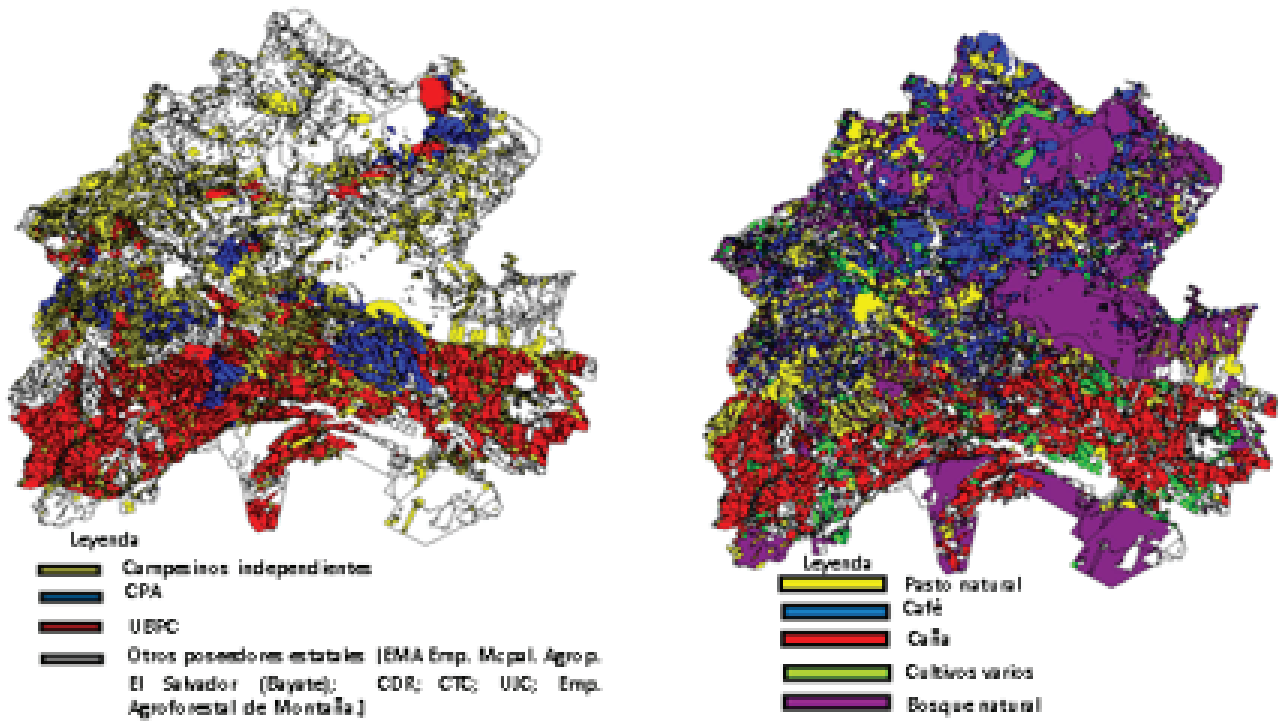 Leyenda
Campesinos independientes
CPA
UBPC
Otros poseedores estatales (EMA Emp. Mcpal. Agrop.
El Salvador (Bayate); CDR; CTC; UJC; Emp.
Agroforestal de Montaña.)
Leyenda
Pasto natural
Café
Caña
Cultivos varios
Bosque natural